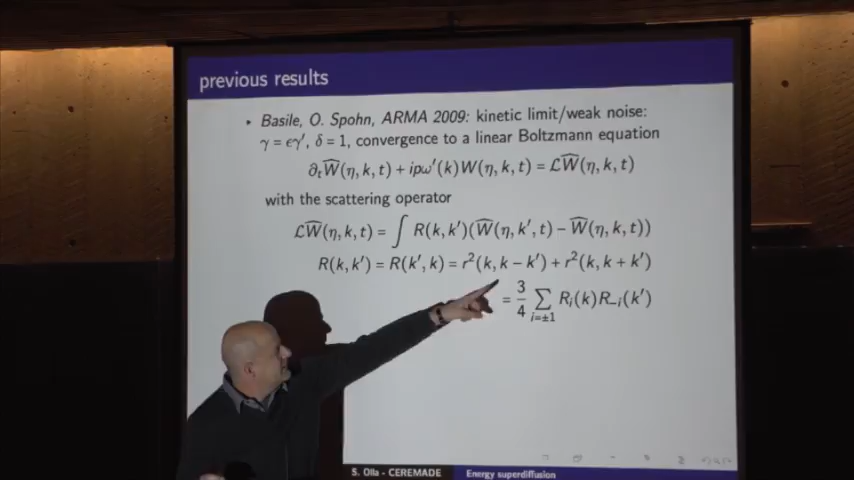 previous results
▸ Basile, O. Spohn, ARMA 2009: kinetic limit/weak noise:
γ = ϵγ′, δ = 1, convergence to a linear Boltzmann equation
∂ₜŴ(η, k, t) + ipω′(k)W(η, k, t) = ℒŴ(η, k, t)
with the scattering operator
ℒŴ(η, k, t) = ∫ R(k, k′)(Ŵ(η, k′, t) − Ŵ(η, k, t))
R(k, k′) = R(k′, k) = r²(k, k − k′) + r²(k, k + k′)
= 3/4 ∑_{i=±1} Rᵢ(k)R₋ᵢ(k′)
S. Olla - CEREMADE Energy superdiffusion